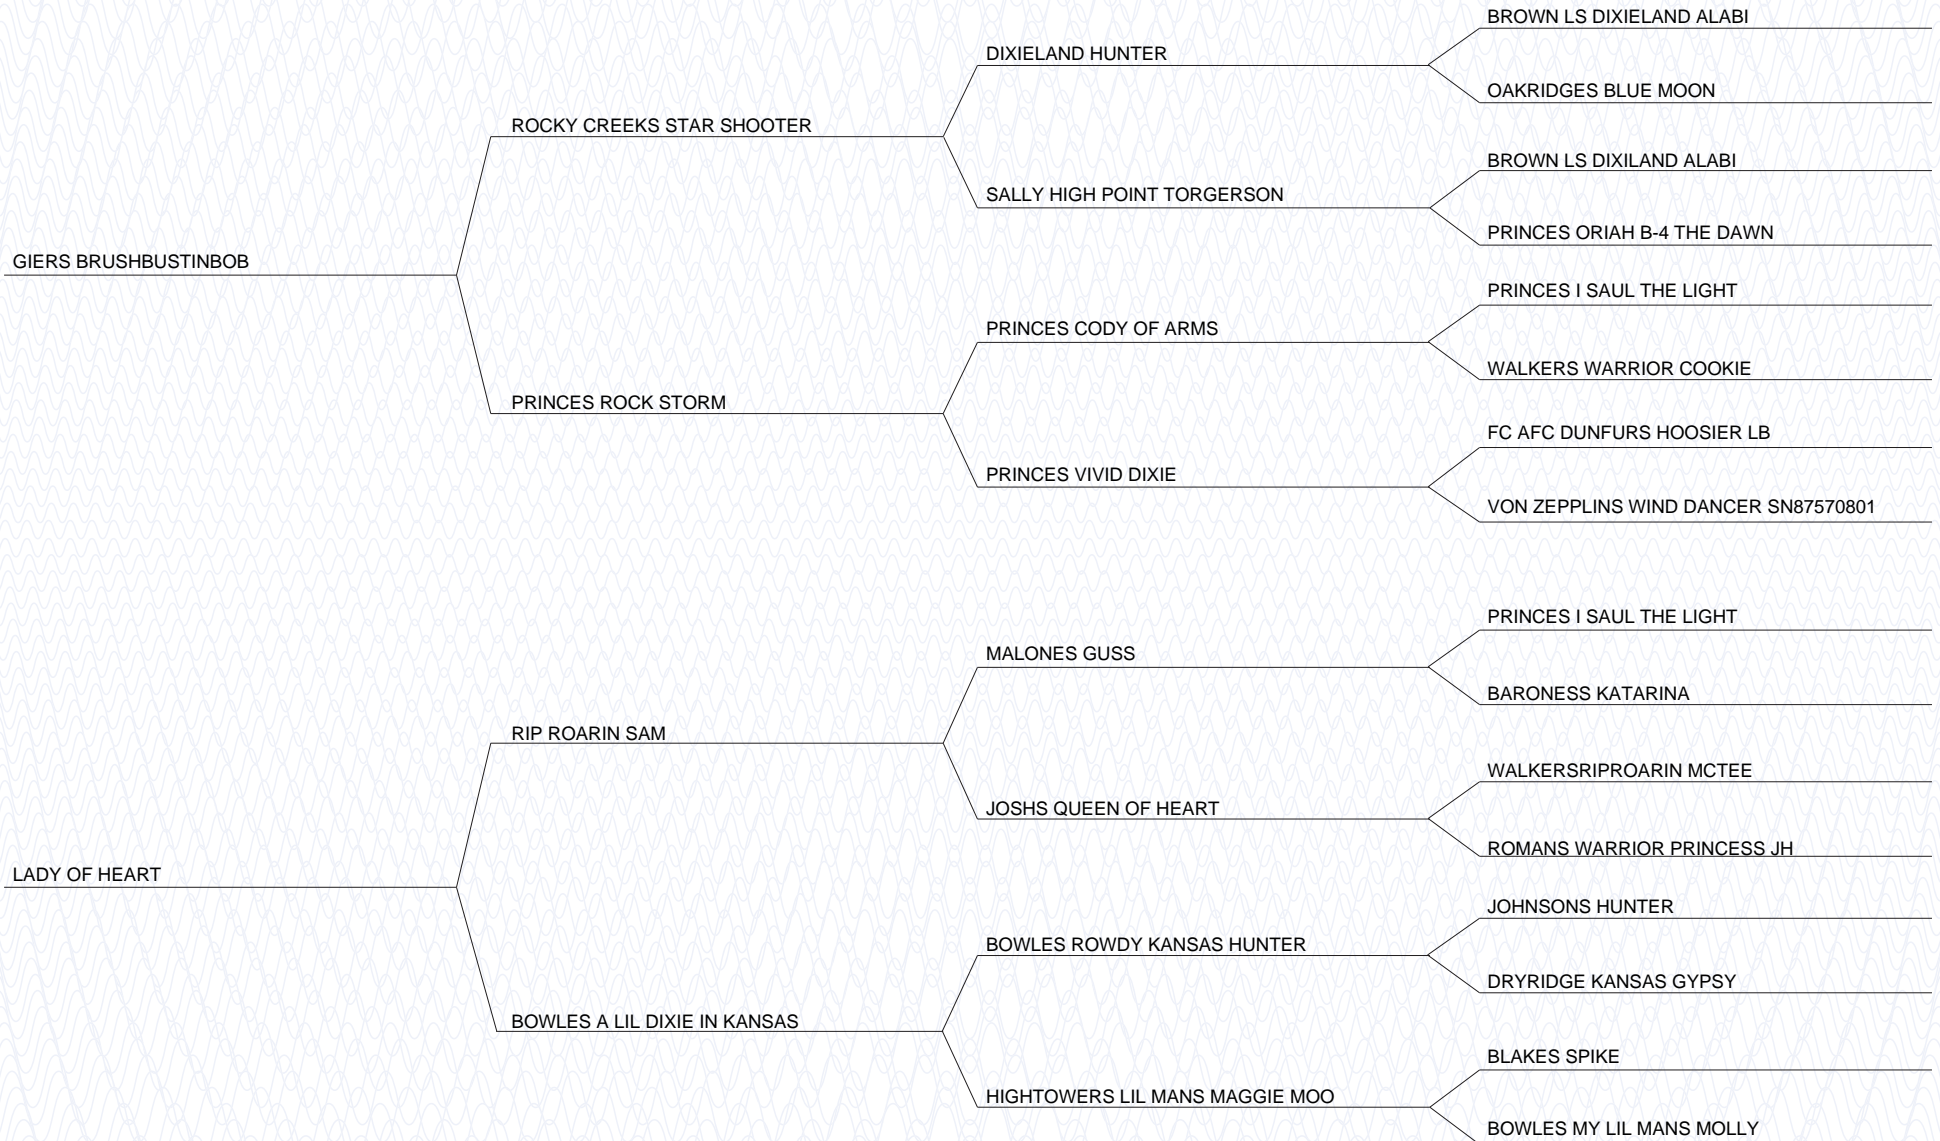 BROWN LS DIXIELAND ALABI
DIXIELAND HUNTER
OAKRIDGES BLUE MOON
ROCKY CREEKS STAR SHOOTER
BROWN LS DIXILAND ALABI
SALLY HIGH POINT TORGERSON
PRINCES ORIAH B-4 THE DAWN
GIERS BRUSHBUSTINBOB
PRINCES I SAUL THE LIGHT
PRINCES CODY OF ARMS
WALKERS WARRIOR COOKIE
PRINCES ROCK STORM
FC AFC DUNFURS HOOSIER LB
PRINCES VIVID DIXIE
VON ZEPPLINS WIND DANCER SN87570801
PRINCES I SAUL THE LIGHT
MALONES GUSS
BARONESS KATARINA
RIP ROARIN SAM
WALKERSRIPROARIN MCTEE
JOSHS QUEEN OF HEART
ROMANS WARRIOR PRINCESS JH
LADY OF HEART
JOHNSONS HUNTER
BOWLES ROWDY KANSAS HUNTER
DRYRIDGE KANSAS GYPSY
BOWLES A LIL DIXIE IN KANSAS
BLAKES SPIKE
HIGHTOWERS LIL MANS MAGGIE MOO
BOWLES MY LIL MANS MOLLY